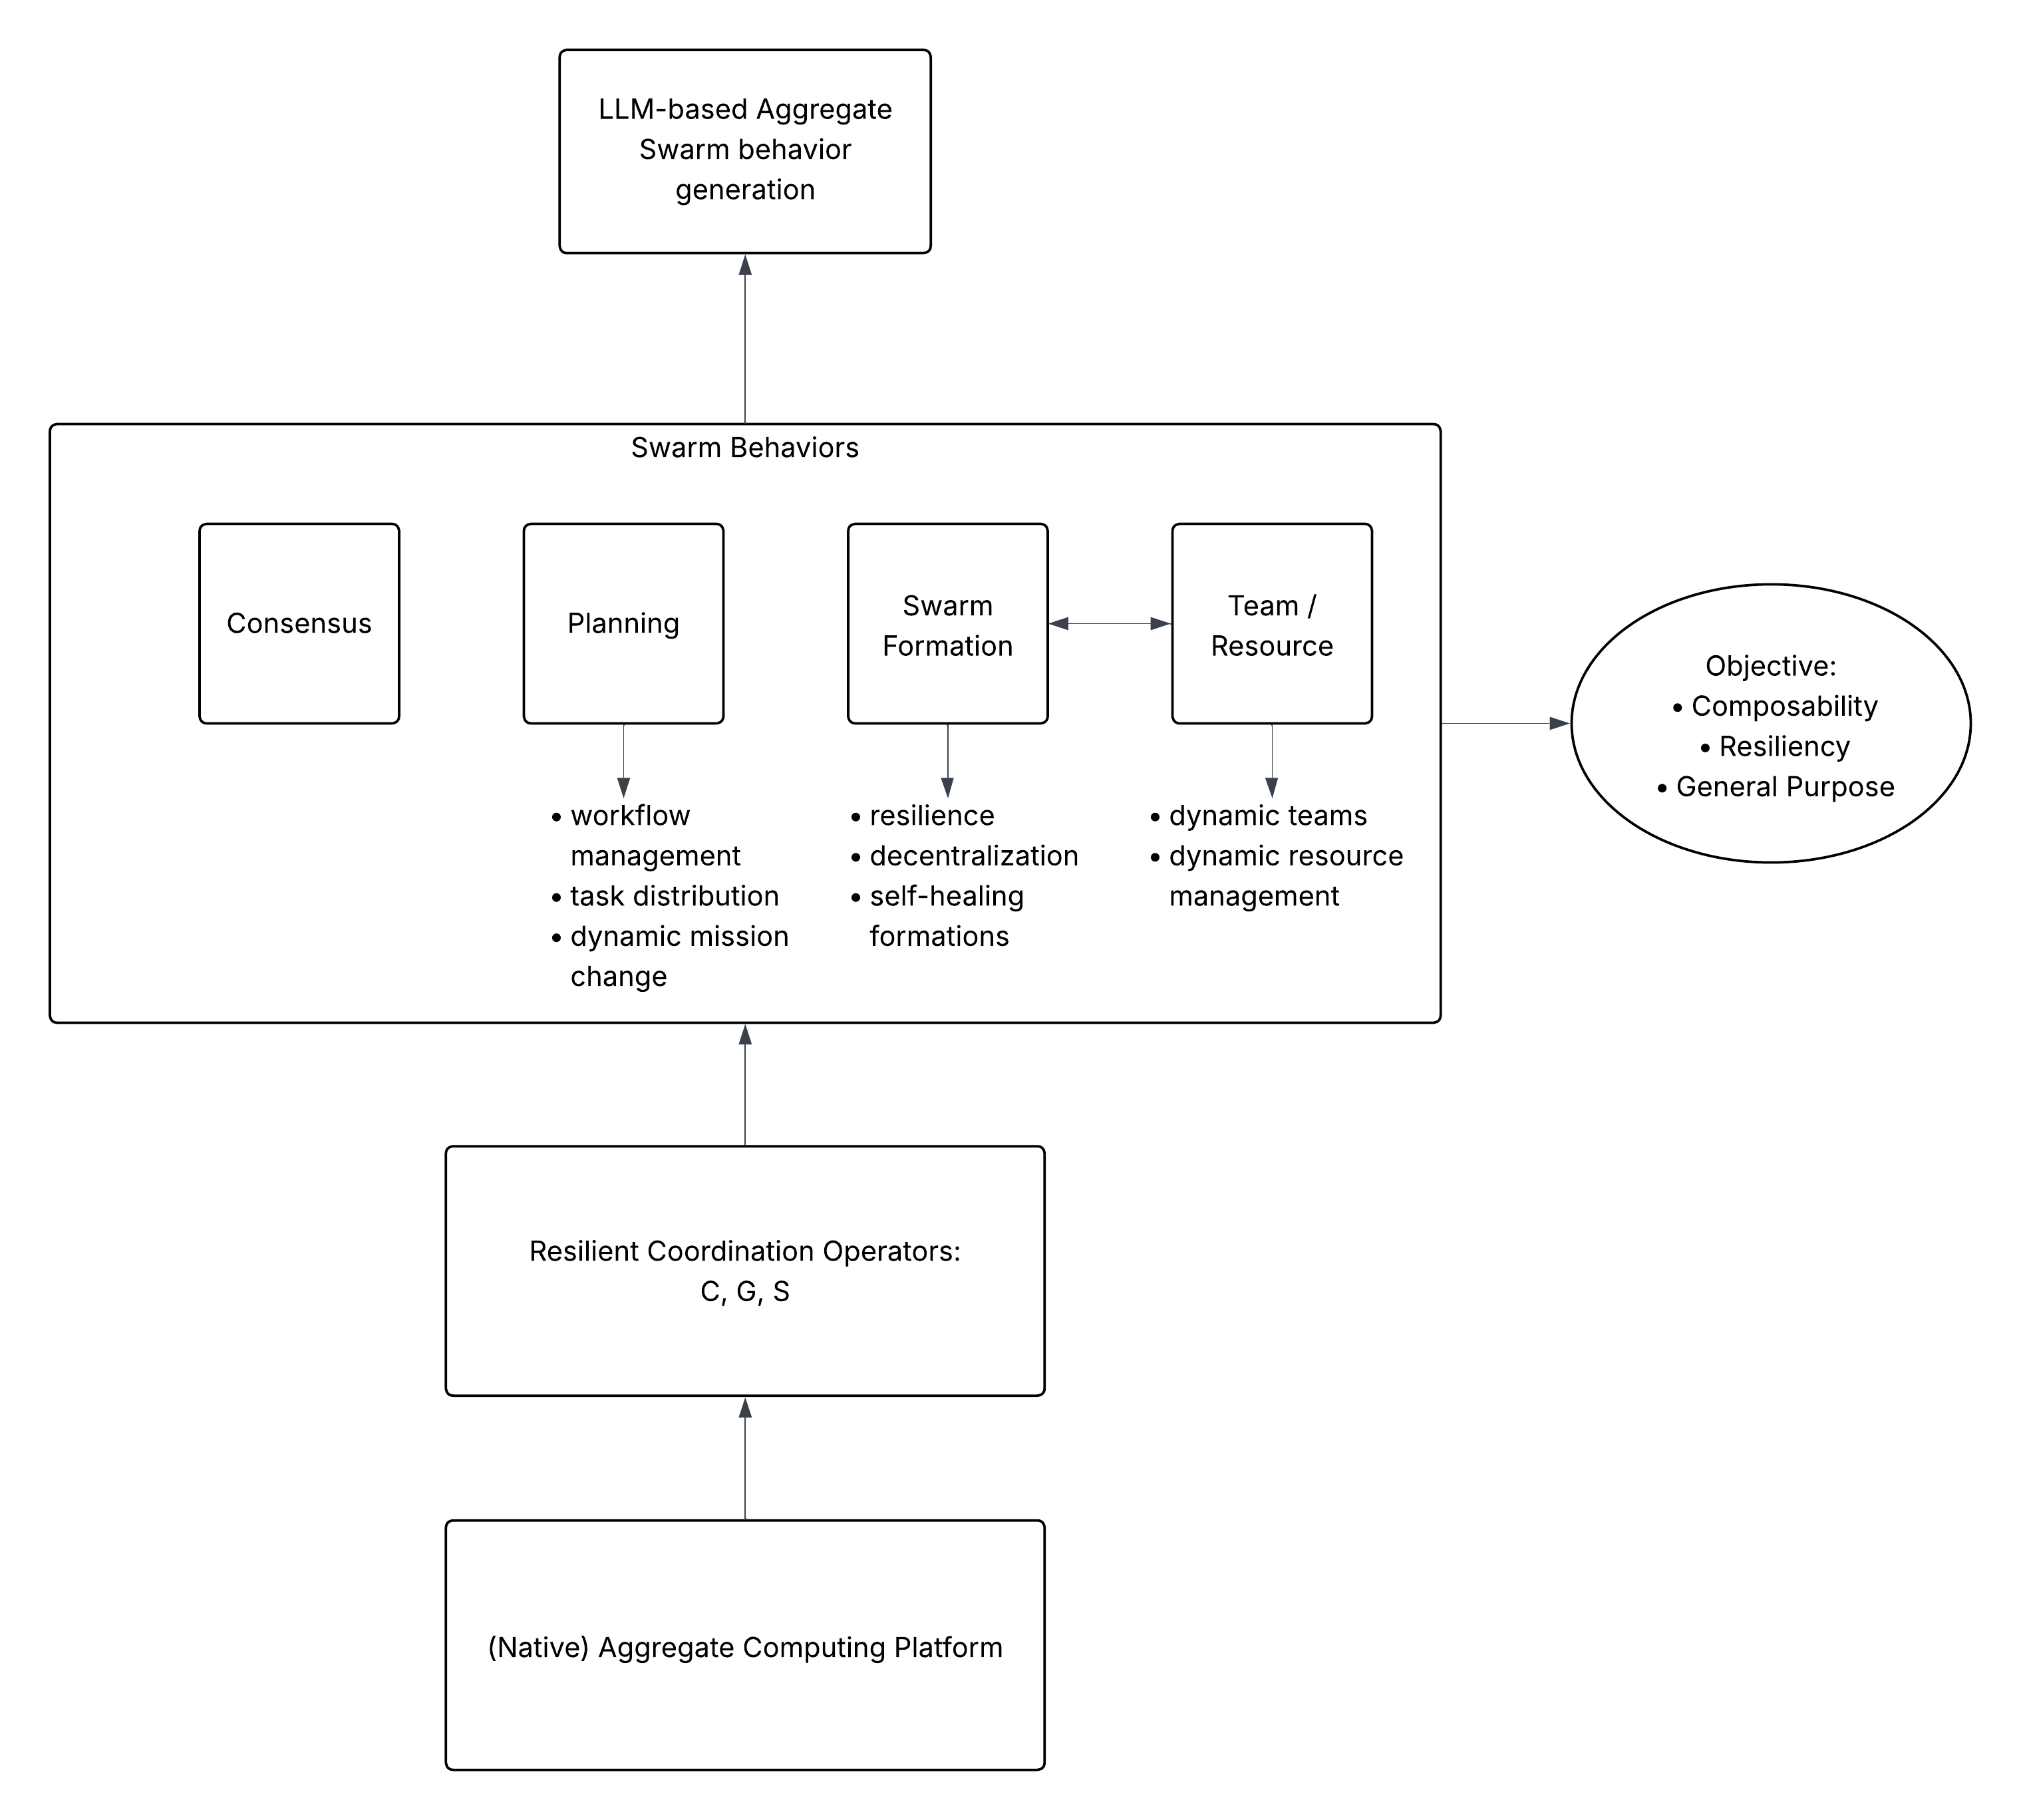 LLM-based Aggregate
Swarm behavior
generation
Swarm Behaviors
Consensus
Planning
Swarm
Formation
Team /
Resource
• workflow
management
• task distribution
• dynamic mission
change
• resilience
• decentralization
• self-healing
formations
• dynamic teams
• dynamic resource
management
Objective:
• Composability
• Resiliency
• General Purpose
Resilient Coordination Operators:
C, G, S
(Native) Aggregate Computing Platform